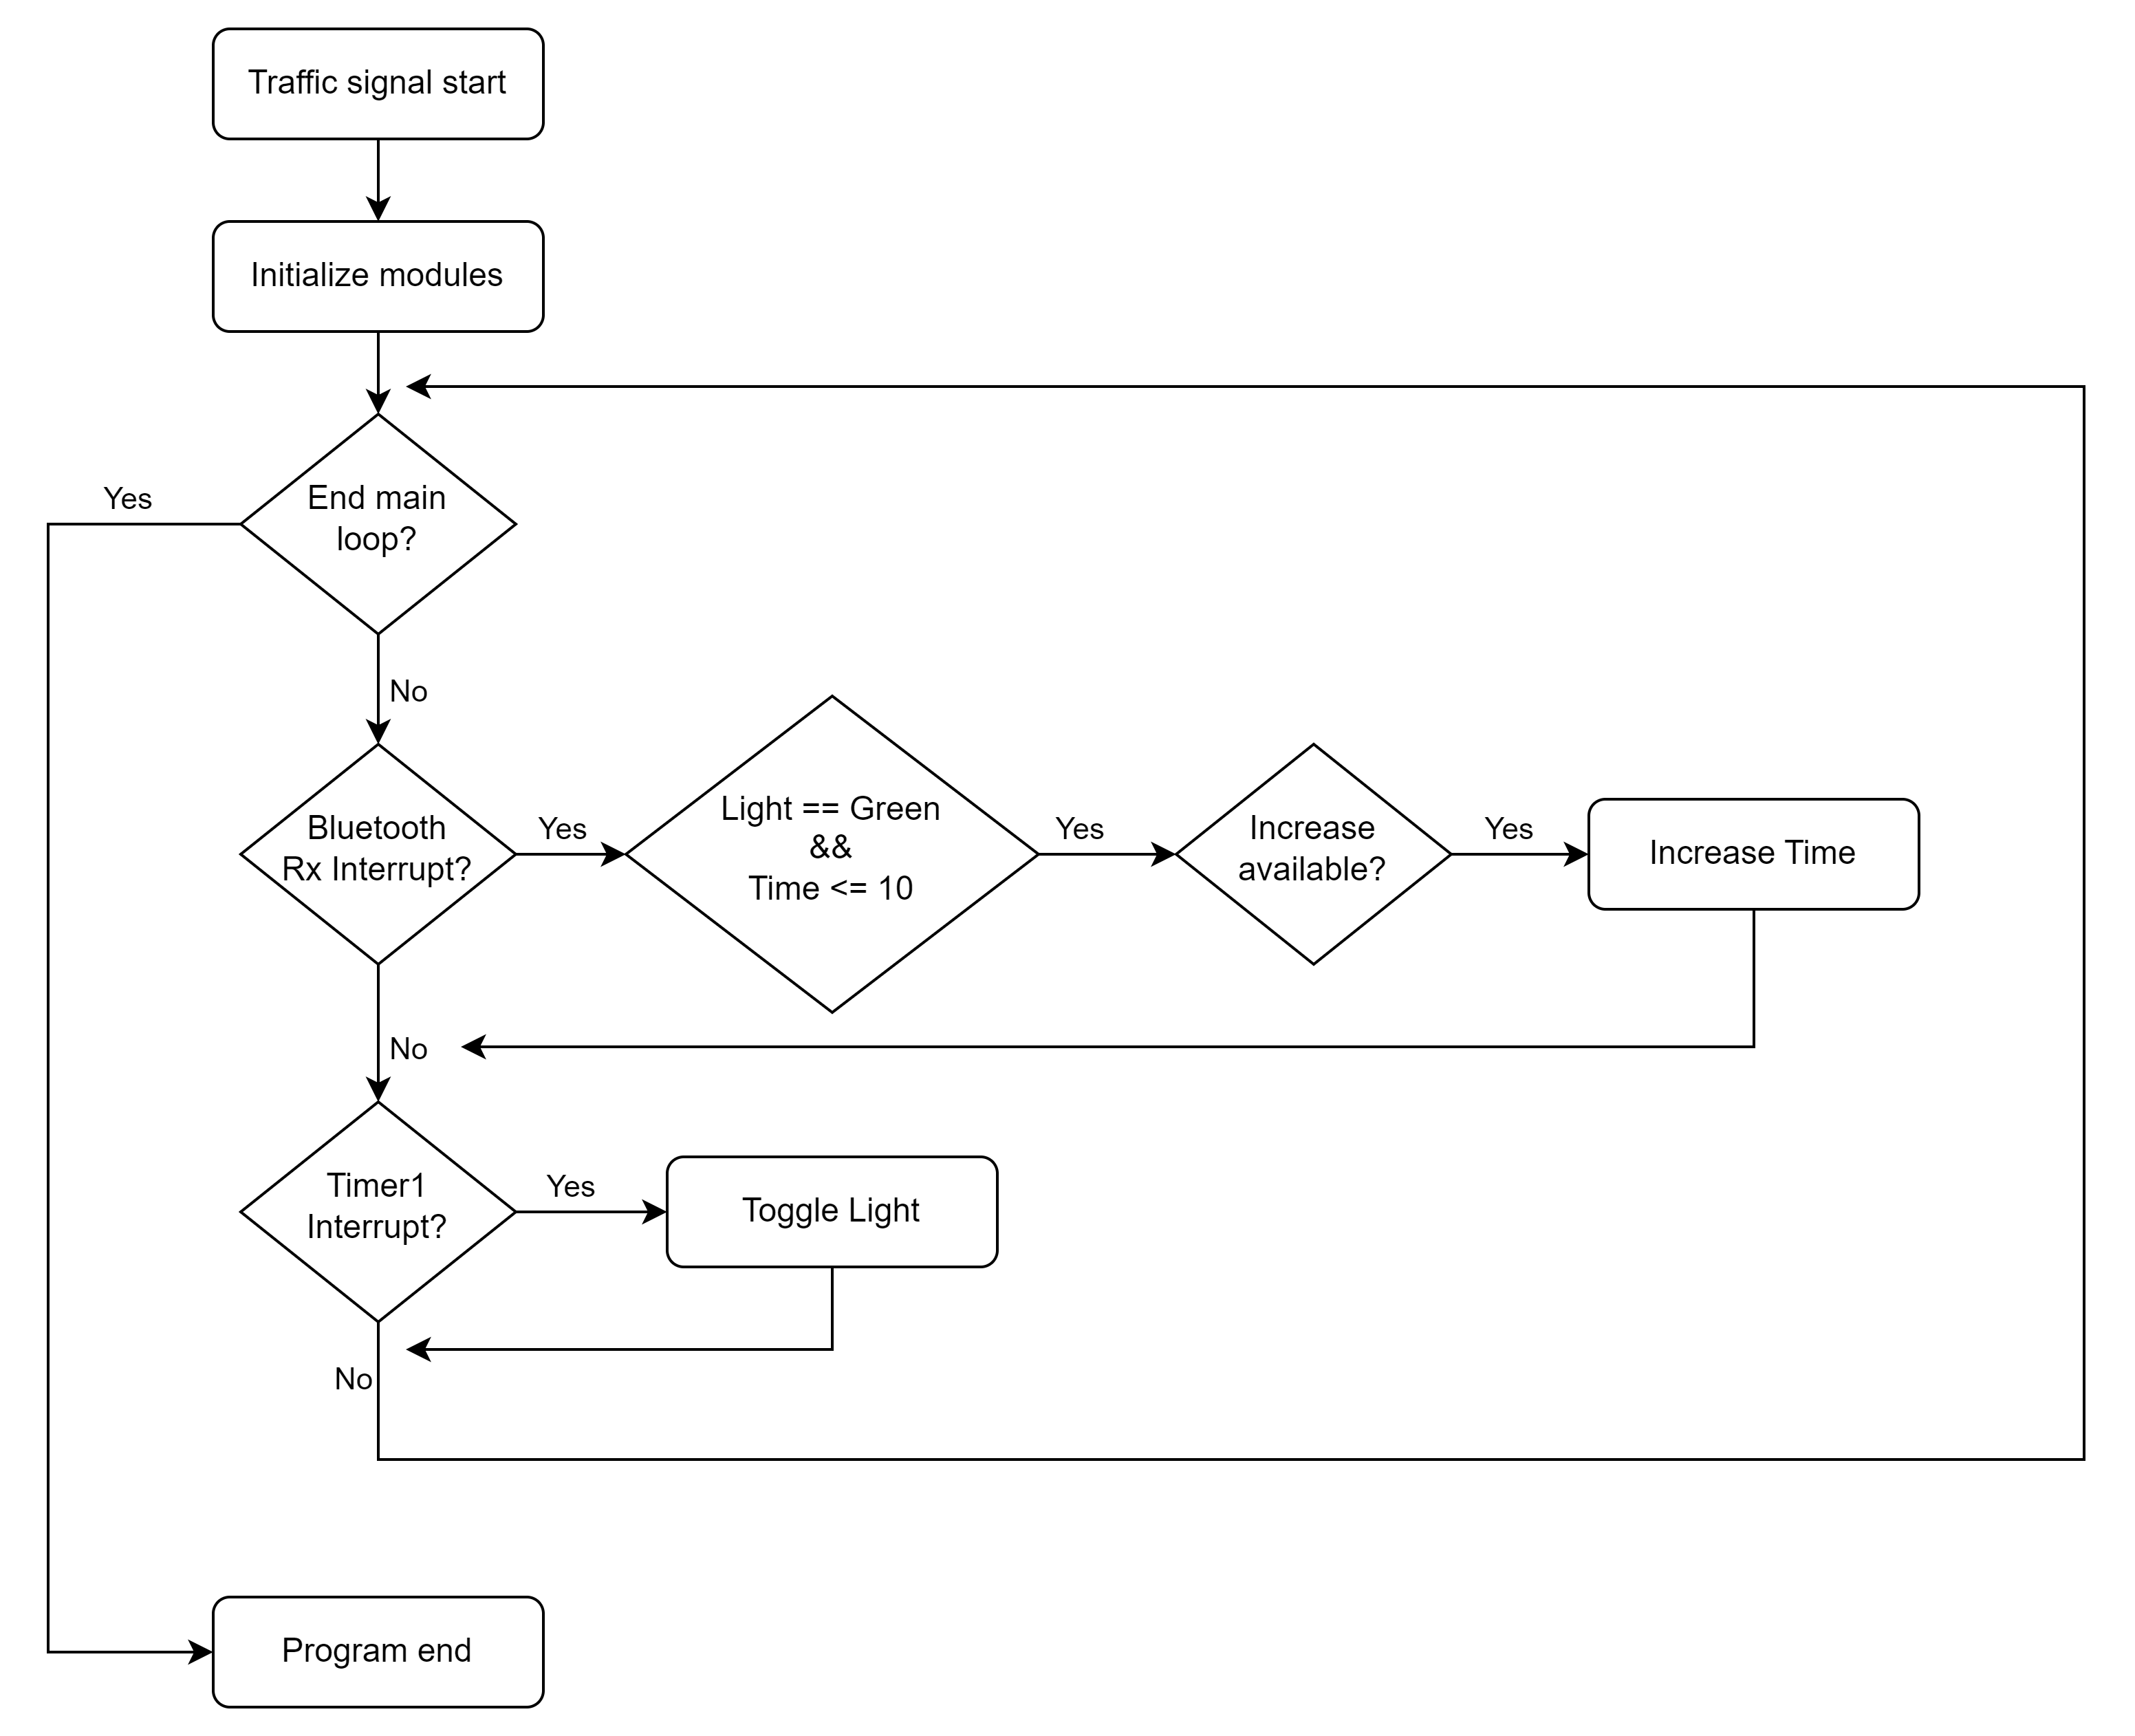 Traffic signal start
Initialize modules
End main
loop?
Yes
No
Bluetooth
Rx Interrupt?
Yes
Light == Green
&&
Time <= 10
Yes
Increase
available?
Yes
Increase Time
No
Timer1
Interrupt?
Yes
Toggle Light
No
Program end